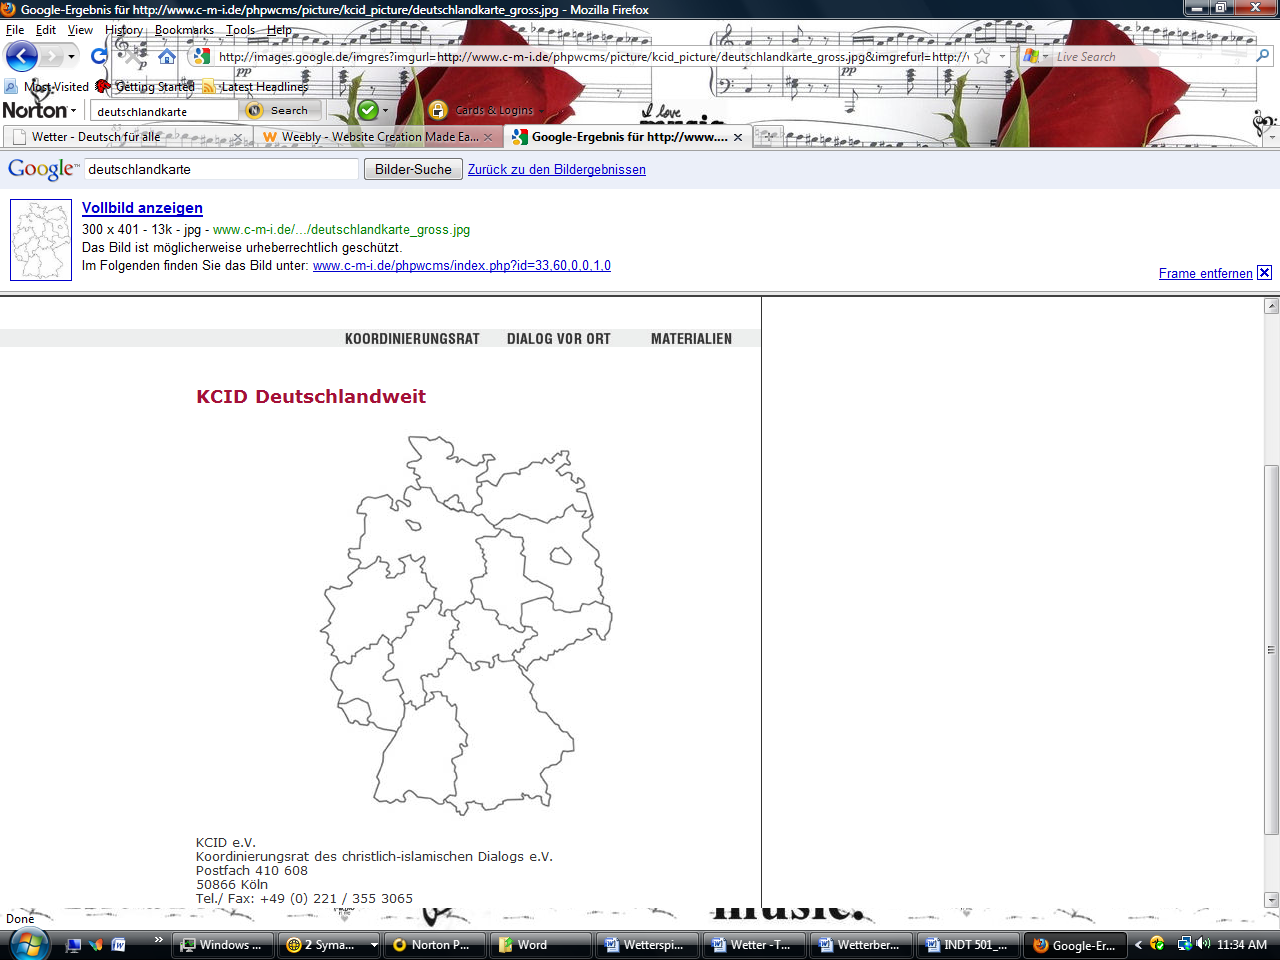 Google-Ergebnis für http://www.c-m-i.de/phpwcms/picture/kcid_picture/deutschlandkarte_gross.jpg - Mozilla Firefox
File Edit View History Bookmarks Tools Help
http://images.google.de/imgres?imgurl=http://www.c-m-i.de/phpwcms/picture/kcid_picture/deutschlandkarte_gross.jpg&imgrefurl=http://
Live Search
Most Visited Getting Started Latest Headlines
I love
music
Norton deutschlandkarte Search Cards & Logins
Wetter - Deutsch für alle
Weebly - Website Creation Made Ea...
Google-Ergebnis für http://www....
Google™ deutschlandkarte Bilder-Suche Zurück zu den Bildergebnissen
Vollbild anzeigen
300 x 401 - 13k - jpg - www.c-m-i.de/.../deutschlandkarte_gross.jpg
Das Bild ist möglicherweise urheberrechtlich geschützt.
Im Folgenden finden Sie das Bild unter: www.c-m-i.de/phpwcms/index.php?id=33,60,0,0,1,0
Frame entfernen
KOORDINIERUNGSRAT DIALOG VOR ORT MATERIALIEN
KCID Deutschlandweit
KCID e.V.
Koordinierungsrat des christlich-islamischen Dialogs e.V.
Postfach 410 608
50866 Köln
Tel./ Fax: +49 (0) 221 / 355 3065
Done
music.
Windows ... 2 Syma... Norton P... Word Wetterspi... Wetter -T... Wetterber... INDT 501_... Google-Er... 11:34 AM